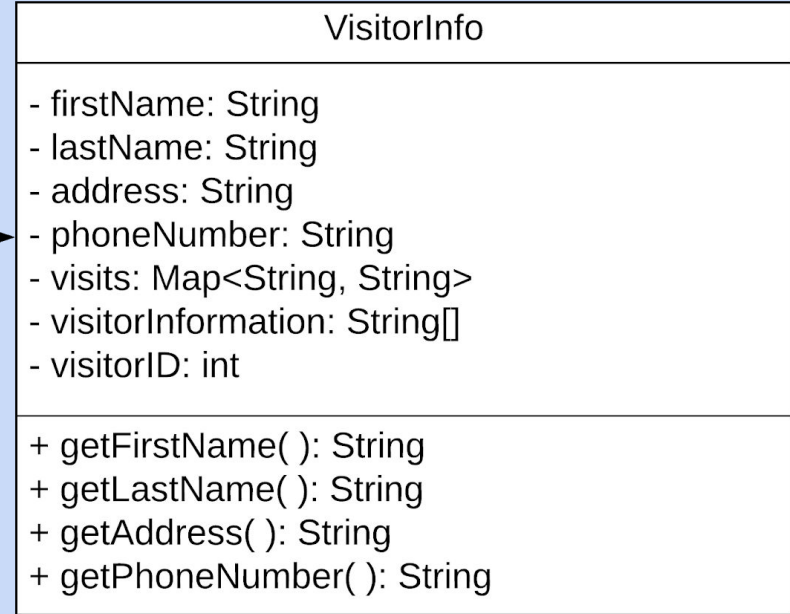 VisitorInfo
- firstName: String
- lastName: String
- address: String
- phoneNumber: String
- visits: Map<String, String>
- visitorInformation: String[]
- visitorID: int
+ getFirstName( ): String
+ getLastName( ): String
+ getAddress( ): String
+ getPhoneNumber( ): String